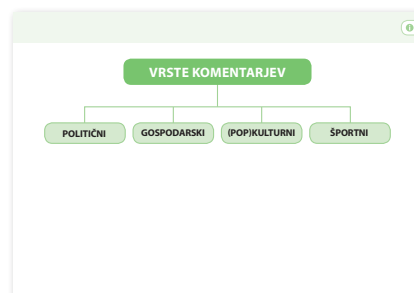 VRSTE KOMENTARJEV
POLITIČNI
GOSPODARSKI
(POP)KULTURNI
ŠPORTNI